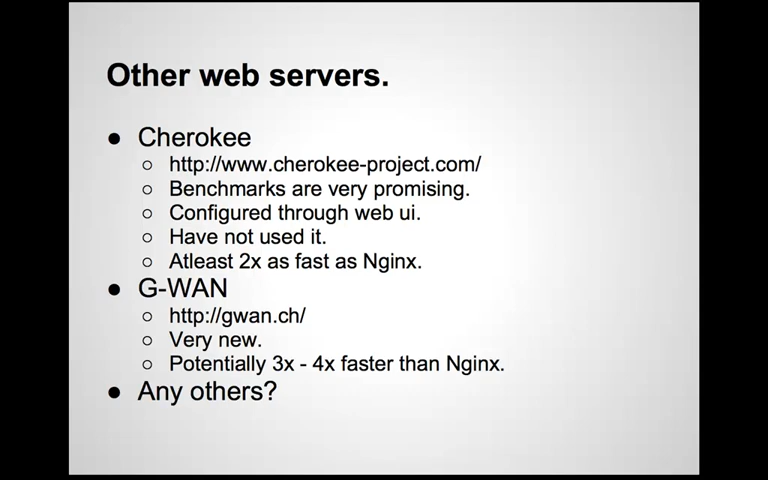 Other web servers.
● Cherokee
○ http://www.cherokee-project.com/
○ Benchmarks are very promising.
○ Configured through web ui.
○ Have not used it.
○ Atleast 2x as fast as Nginx.
● G-WAN
○ http://gwan.ch/
○ Very new.
○ Potentially 3x - 4x faster than Nginx.
● Any others?